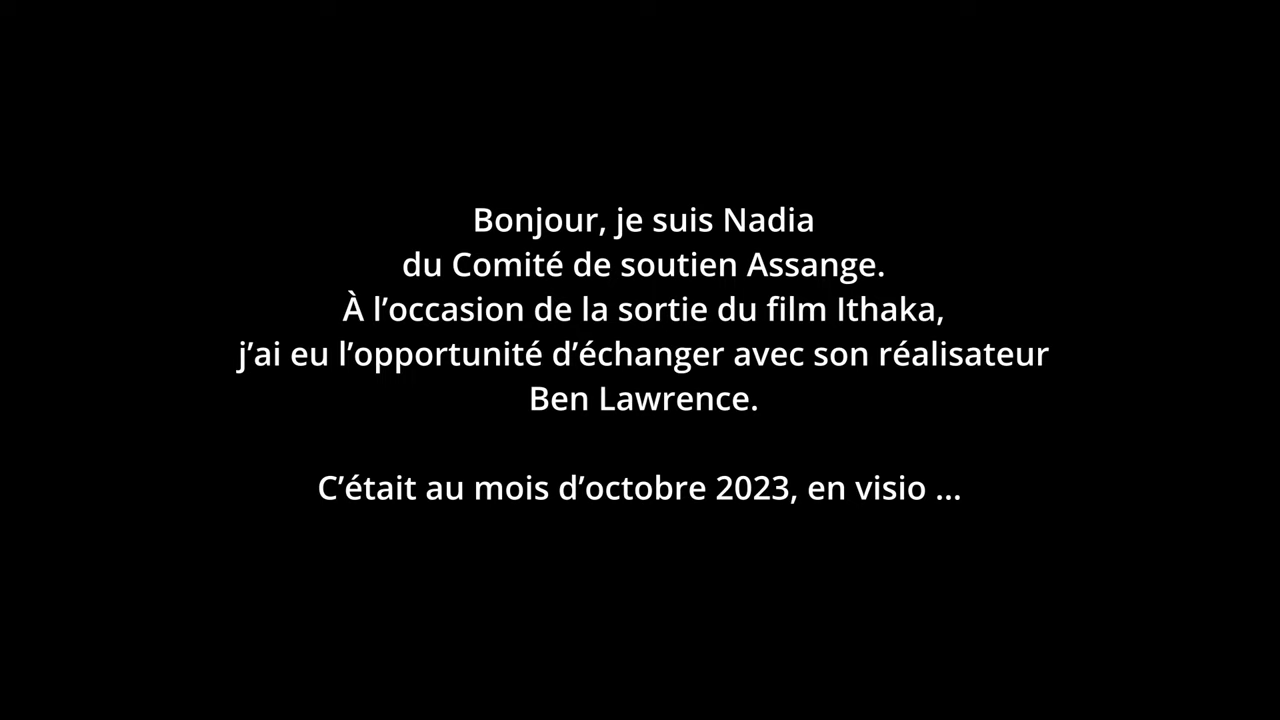 Bonjour, je suis Nadia
du Comité de soutien Assange.
À l’occasion de la sortie du film Ithaka,
j’ai eu l’opportunité d’échanger avec son réalisateur
Ben Lawrence.
C’était au mois d’octobre 2023, en visio ...